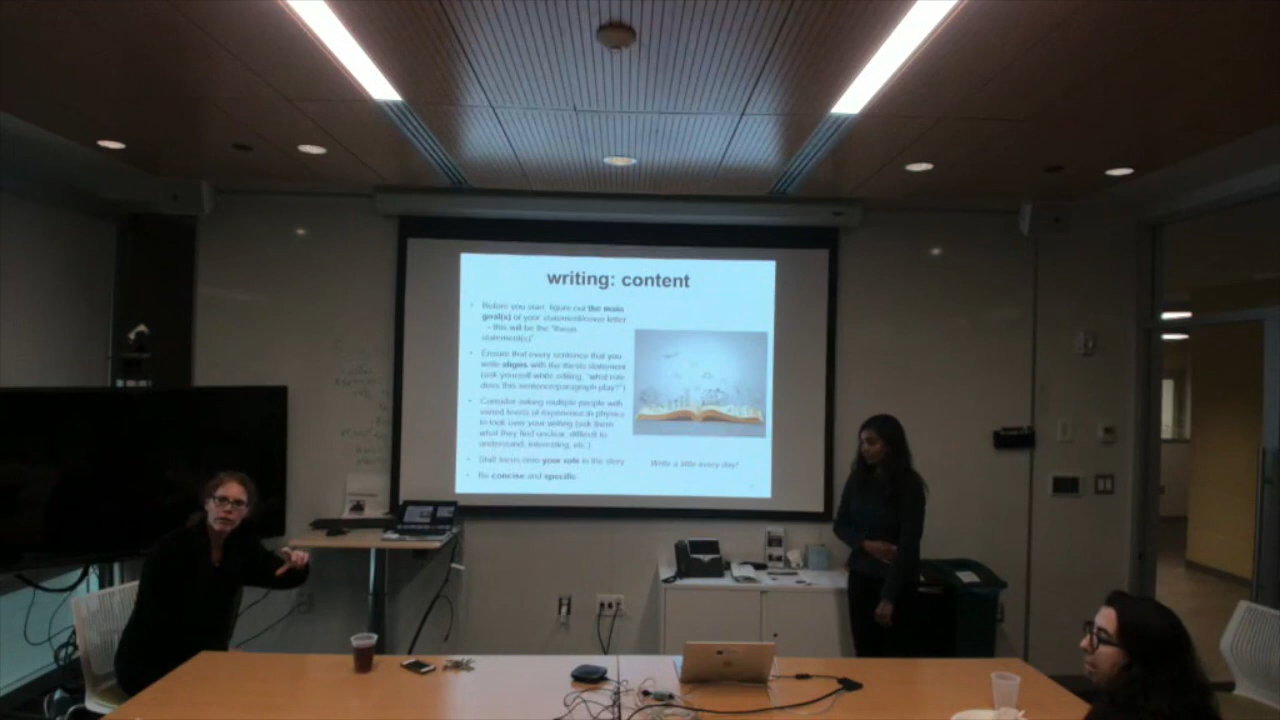 writing: content
• Before you start, figure out the main
goal(s) of your statement/cover letter
– this will be the "thesis
statement(s)"
• Ensure that every sentence that you
write aligns with the thesis statement
(ask yourself while editing, "what role
does this sentence/paragraph play?")
• Consider asking multiple people with
varied levels of experience in physics
to look over your writing (ask them
what they find unclear, difficult to
understand, interesting, etc.)
• Shall focus onto your role in the story
• Be concise and specific
Write a little every day!